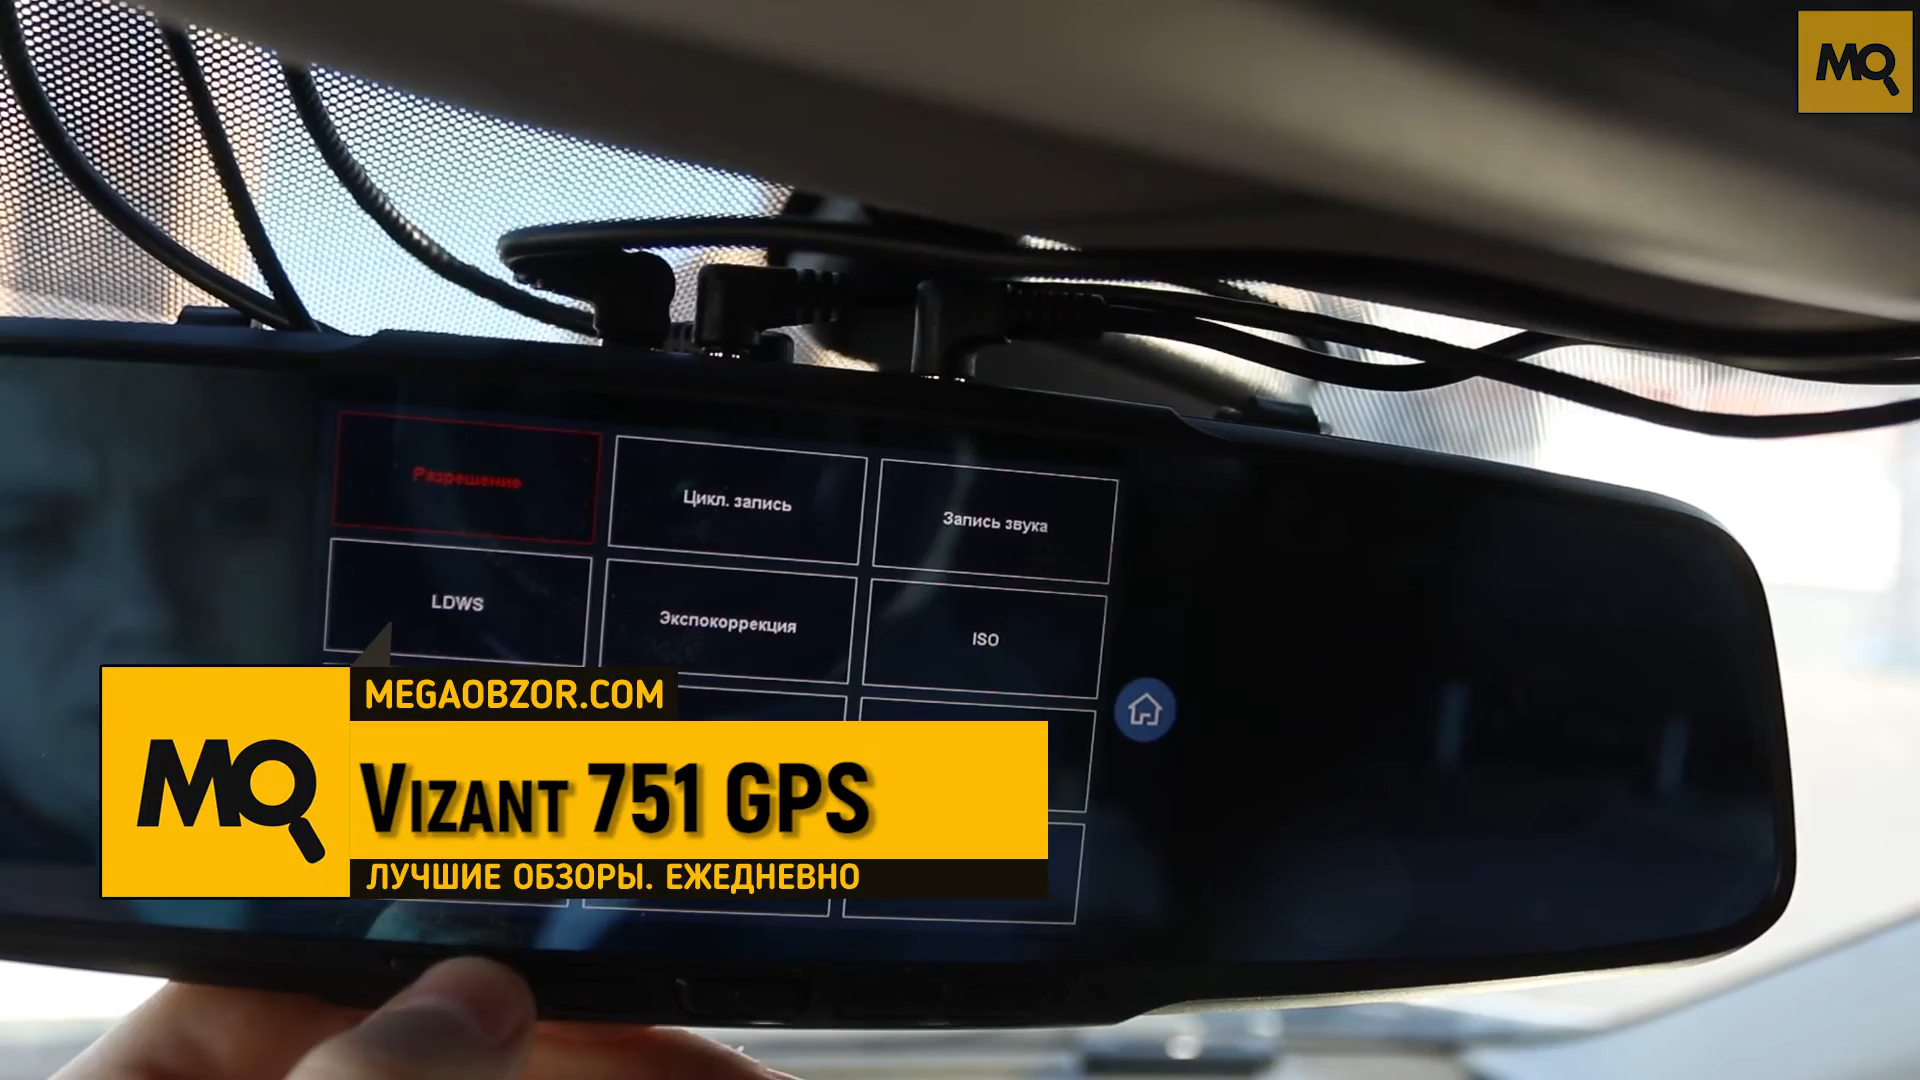 MQ
Разрешение
Цикл. запись
Запись звука
LDWS
Экспокоррекция
ISO
MEGAOBZOR.COM
MQ
Vizant 751 GPS
ЛУЧШИЕ ОБЗОРЫ. ЕЖЕДНЕВНО